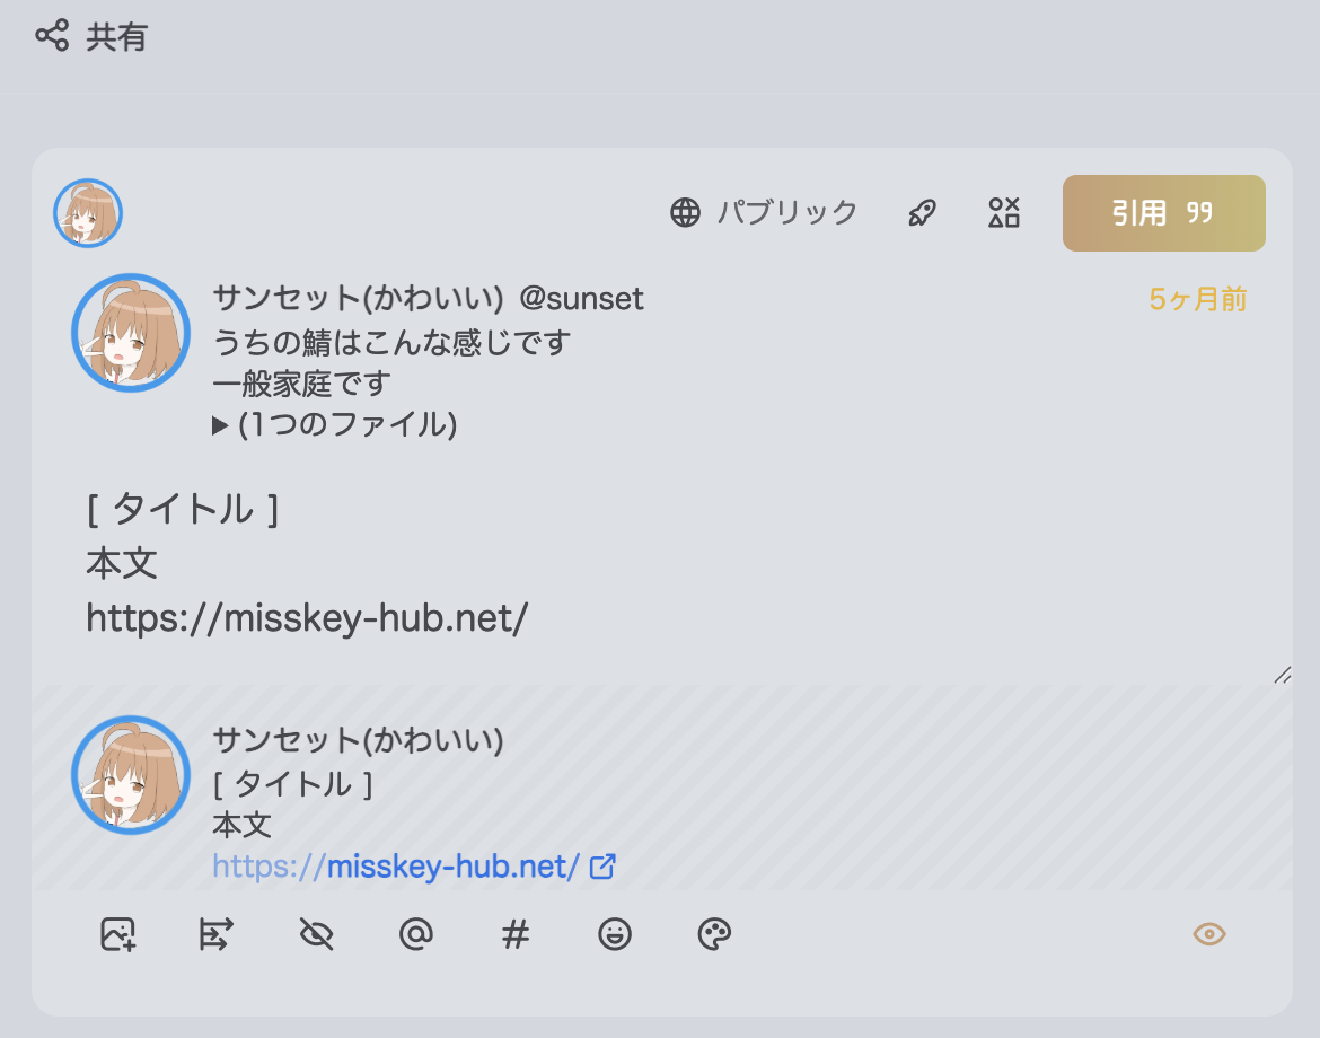 共有
パブリック
引用
サンセット(かわいい) @sunset
5ヶ月前
うちの鯖はこんな感じです
一般家庭です
▶ (1つのファイル)
[ タイトル ]
本文
https://misskey-hub.net/
サンセット(かわいい)
[ タイトル ]
本文
https://misskey-hub.net/